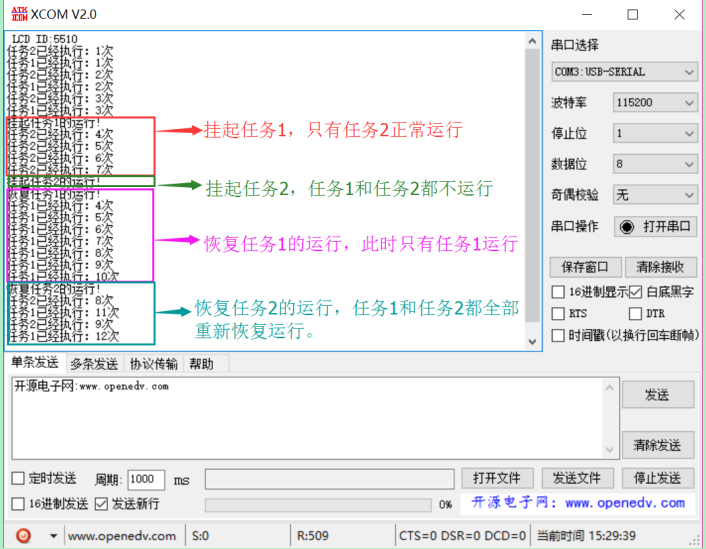 ATK XCOM XCOM V2.0
LCD ID:5510
任务2已经执行：1次
任务1已经执行：1次
任务2已经执行：2次
任务1已经执行：2次
任务2已经执行：3次
任务1已经执行：3次
挂起任务1的运行!
任务2已经执行：4次
任务2已经执行：5次
任务2已经执行：6次
任务2已经执行：7次
挂起任务2的运行!
恢复任务1的运行!
任务1已经执行：4次
任务1已经执行：5次
任务1已经执行：6次
任务1已经执行：7次
任务1已经执行：8次
任务1已经执行：9次
任务1已经执行：10次
恢复任务2的运行!
任务2已经执行：8次
任务1已经执行：11次
任务2已经执行：9次
任务1已经执行：12次
挂起任务1，只有任务2正常运行
挂起任务2，任务1和任务2都不运行
恢复任务1的运行，此时只有任务1运行
恢复任务2的运行，任务1和任务2都全部
重新恢复运行。
串口选择
COM3:USB-SERIAL
波特率 115200
停止位 1
数据位 8
奇偶校验 无
串口操作 打开串口
保存窗口 清除接收
16进制显示 白底黑字
RTS DTR
时间戳(以换行回车断帧)
单条发送 多条发送 协议传输 帮助
开源电子网:www.openedv.com
发送
清除发送
定时发送 周期: 1000 ms 打开文件 发送文件 停止发送
16进制发送 发送新行 0% 开源电子网：www.openedv.com
www.openedv.com S:0 R:509 CTS=0 DSR=0 DCD=0 当前时间 15:29:39